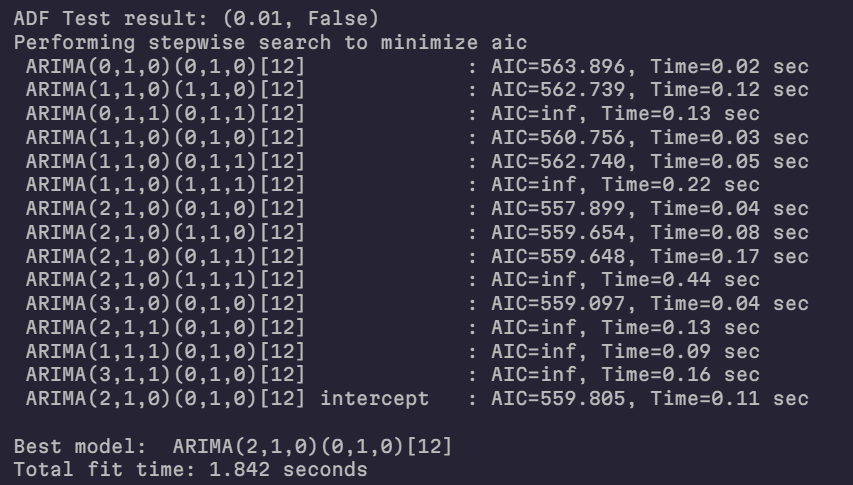 ADF Test result: (0.01, False)
Performing stepwise search to minimize aic
 ARIMA(0,1,0)(0,1,0)[12]             : AIC=563.896, Time=0.02 sec
 ARIMA(1,1,0)(1,1,0)[12]             : AIC=562.739, Time=0.12 sec
 ARIMA(0,1,1)(0,1,1)[12]             : AIC=inf, Time=0.13 sec
 ARIMA(1,1,0)(0,1,0)[12]             : AIC=560.756, Time=0.03 sec
 ARIMA(1,1,0)(0,1,1)[12]             : AIC=562.740, Time=0.05 sec
 ARIMA(1,1,0)(1,1,1)[12]             : AIC=inf, Time=0.22 sec
 ARIMA(2,1,0)(0,1,0)[12]             : AIC=557.899, Time=0.04 sec
 ARIMA(2,1,0)(1,1,0)[12]             : AIC=559.654, Time=0.08 sec
 ARIMA(2,1,0)(0,1,1)[12]             : AIC=559.648, Time=0.17 sec
 ARIMA(2,1,0)(1,1,1)[12]             : AIC=inf, Time=0.44 sec
 ARIMA(3,1,0)(0,1,0)[12]             : AIC=559.097, Time=0.04 sec
 ARIMA(2,1,1)(0,1,0)[12]             : AIC=inf, Time=0.13 sec
 ARIMA(1,1,1)(0,1,0)[12]             : AIC=inf, Time=0.09 sec
 ARIMA(3,1,1)(0,1,0)[12]             : AIC=inf, Time=0.16 sec
 ARIMA(2,1,0)(0,1,0)[12] intercept   : AIC=559.805, Time=0.11 sec

Best model:  ARIMA(2,1,0)(0,1,0)[12]
Total fit time: 1.842 seconds